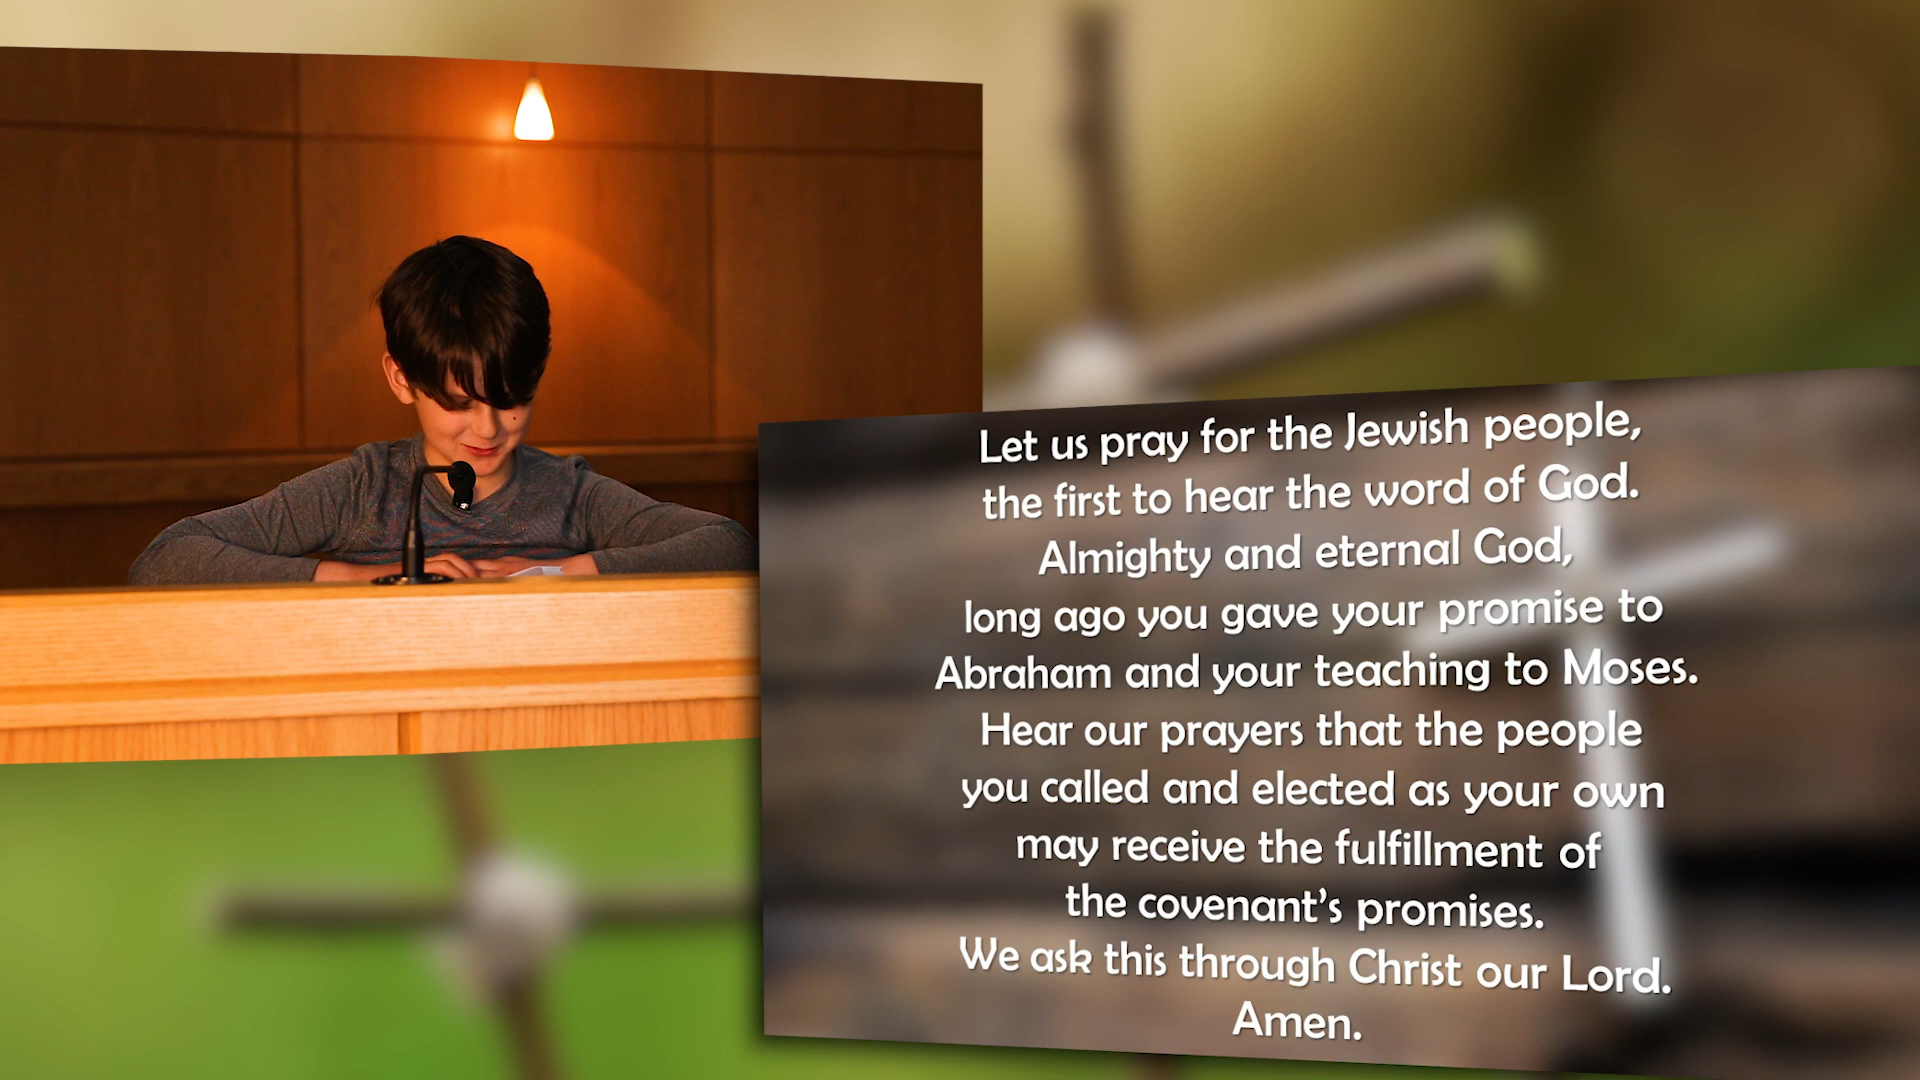 Let us pray for the Jewish people,
the first to hear the word of God.
Almighty and eternal God,
long ago you gave your promise to
Abraham and your teaching to Moses.
Hear our prayers that the people
you called and elected as your own
may receive the fulfillment of
the covenant’s promises.
We ask this through Christ our Lord.
Amen.